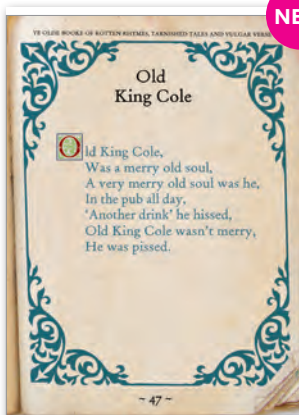 NE
YE OLDE BOOKE OF ROTTEN RHYMES, TARNISHED TALES AND VULGAR VERSE
Old
King Cole
Old King Cole,
Was a merry old soul,
A very merry old soul was he,
In the pub all day,
'Another drink' he hissed,
Old King Cole wasn't merry,
He was pissed.
~ 47 ~